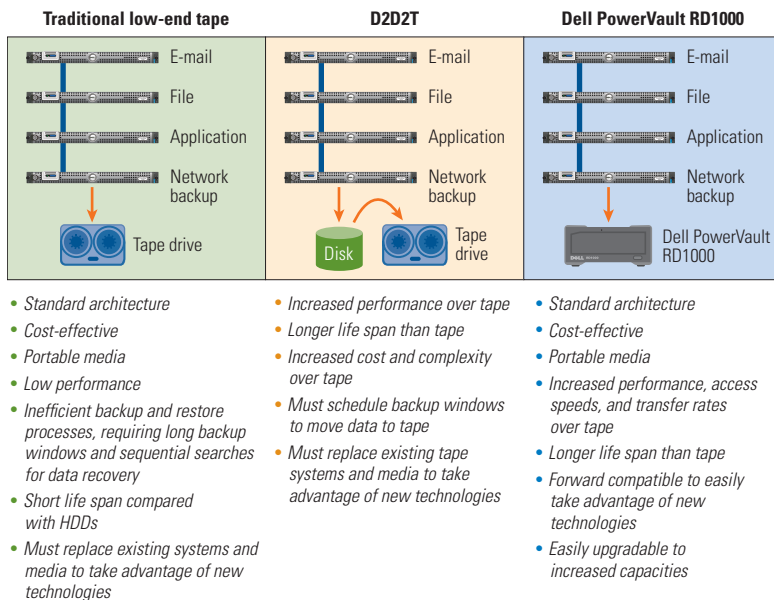 Traditional low-end tape
E-mail
File
Application
Network
backup
Tape drive
• Standard architecture
• Cost-effective
• Portable media
• Low performance
• Inefficient backup and restore
processes, requiring long backup
windows and sequential searches
for data recovery
• Short life span compared
with HDDs
• Must replace existing systems and
media to take advantage of new
technologies
D2D2T
E-mail
File
Application
Network
backup
Disk
Tape
drive
• Increased performance over tape
• Longer life span than tape
• Increased cost and complexity
over tape
• Must schedule backup windows
to move data to tape
• Must replace existing tape
systems and media to take
advantage of new technologies
Dell PowerVault RD1000
E-mail
File
Application
Network
backup
DELL
Dell PowerVault
RD1000
• Standard architecture
• Cost-effective
• Portable media
• Increased performance, access
speeds, and transfer rates
over tape
• Longer life span than tape
• Forward compatible to easily
take advantage of new
technologies
• Easily upgradable to
increased capacities